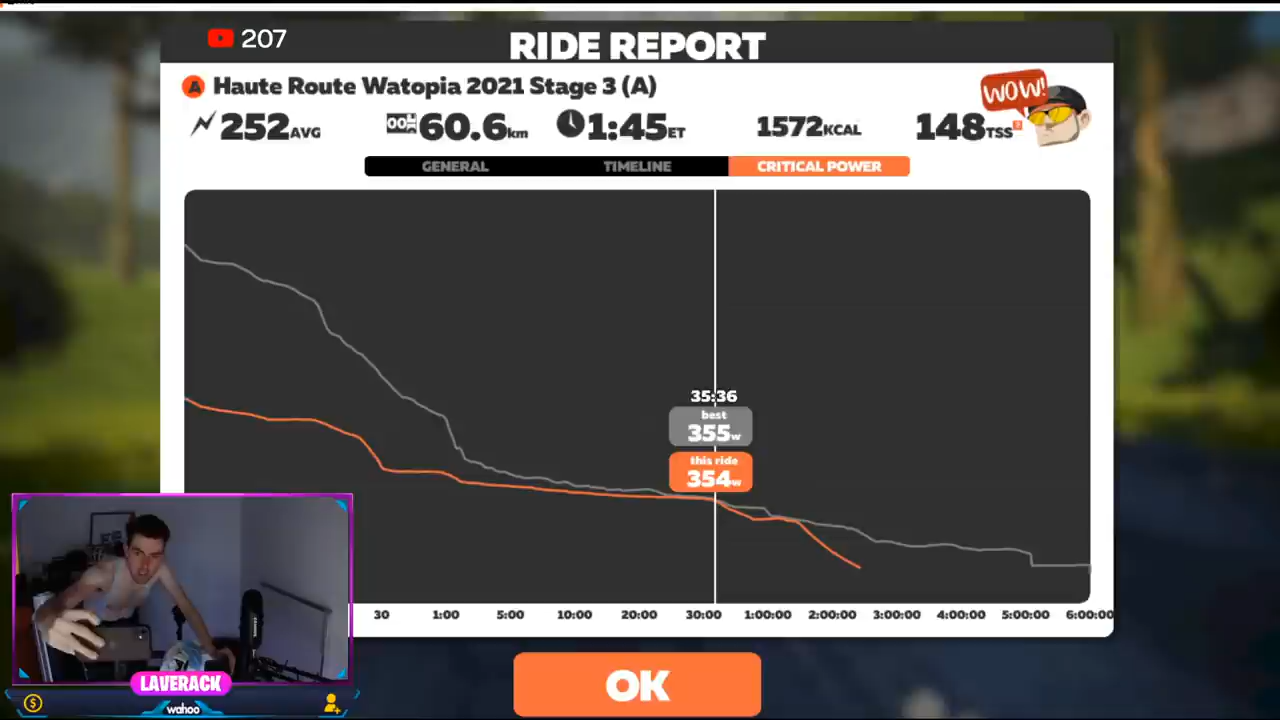 207
RIDE REPORT
A Haute Route Watopia 2021 Stage 3 (A)
WOW!
252AVG 60.6km 1:45ET 1572KCAL 148TSS
GENERAL TIMELINE CRITICAL POWER
35:36
best
355w
this ride
354w
30 1:00 5:00 10:00 20:00 30:00 1:00:00 2:00:00 3:00:00 4:00:00 5:00:00 6:00:00
LAVERACK
wahoo
OK